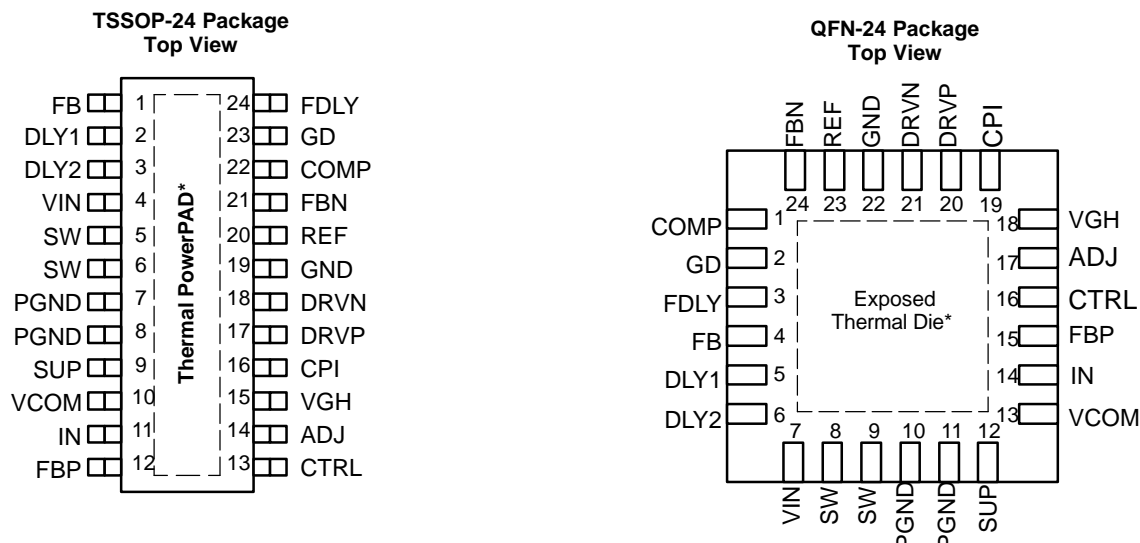 TSSOP-24 Package
Top View
FB 1 24 FDLY
DLY1 2 23 GD
DLY2 3 22 COMP
VIN 4 21 FBN
SW 5 20 REF
SW 6 19 GND
PGND 7 18 DRVN
PGND 8 17 DRVP
SUP 9 16 CPI
VCOM 10 15 VGH
IN 11 14 ADJ
FBP 12 13 CTRL
Thermal PowerPAD*
QFN-24 Package
Top View
FBN REF GND DRVN DRVP CPI
24 23 22 21 20 19
COMP 1 18 VGH
GD 2 17 ADJ
FDLY 3 16 CTRL
FB 4 15 FBP
DLY1 5 14 IN
DLY2 6 13 VCOM
Exposed
Thermal Die*
7 8 9 10 11 12
VIN SW SW PGND PGND SUP